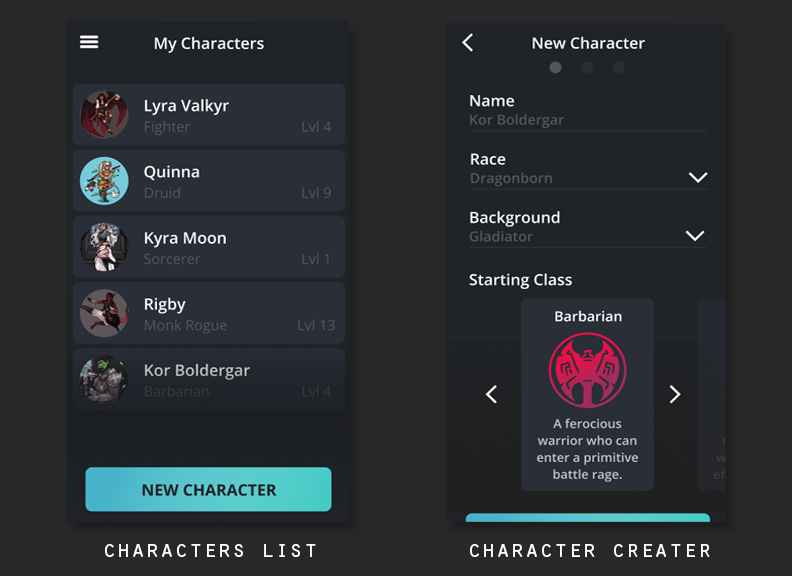 My Characters
Lyra Valkyr
Fighter Lvl 4
Quinna
Druid Lvl 9
Kyra Moon
Sorcerer Lvl 1
Rigby
Monk Rogue Lvl 13
Kor Boldergar
Barbarian Lvl 4
NEW CHARACTER
CHARACTERS LIST
New Character
Name
Kor Boldergar
Race
Dragonborn
Background
Gladiator
Starting Class
Barbarian
A ferocious
warrior who can
enter a primitive
battle rage.
CHARACTER CREATER